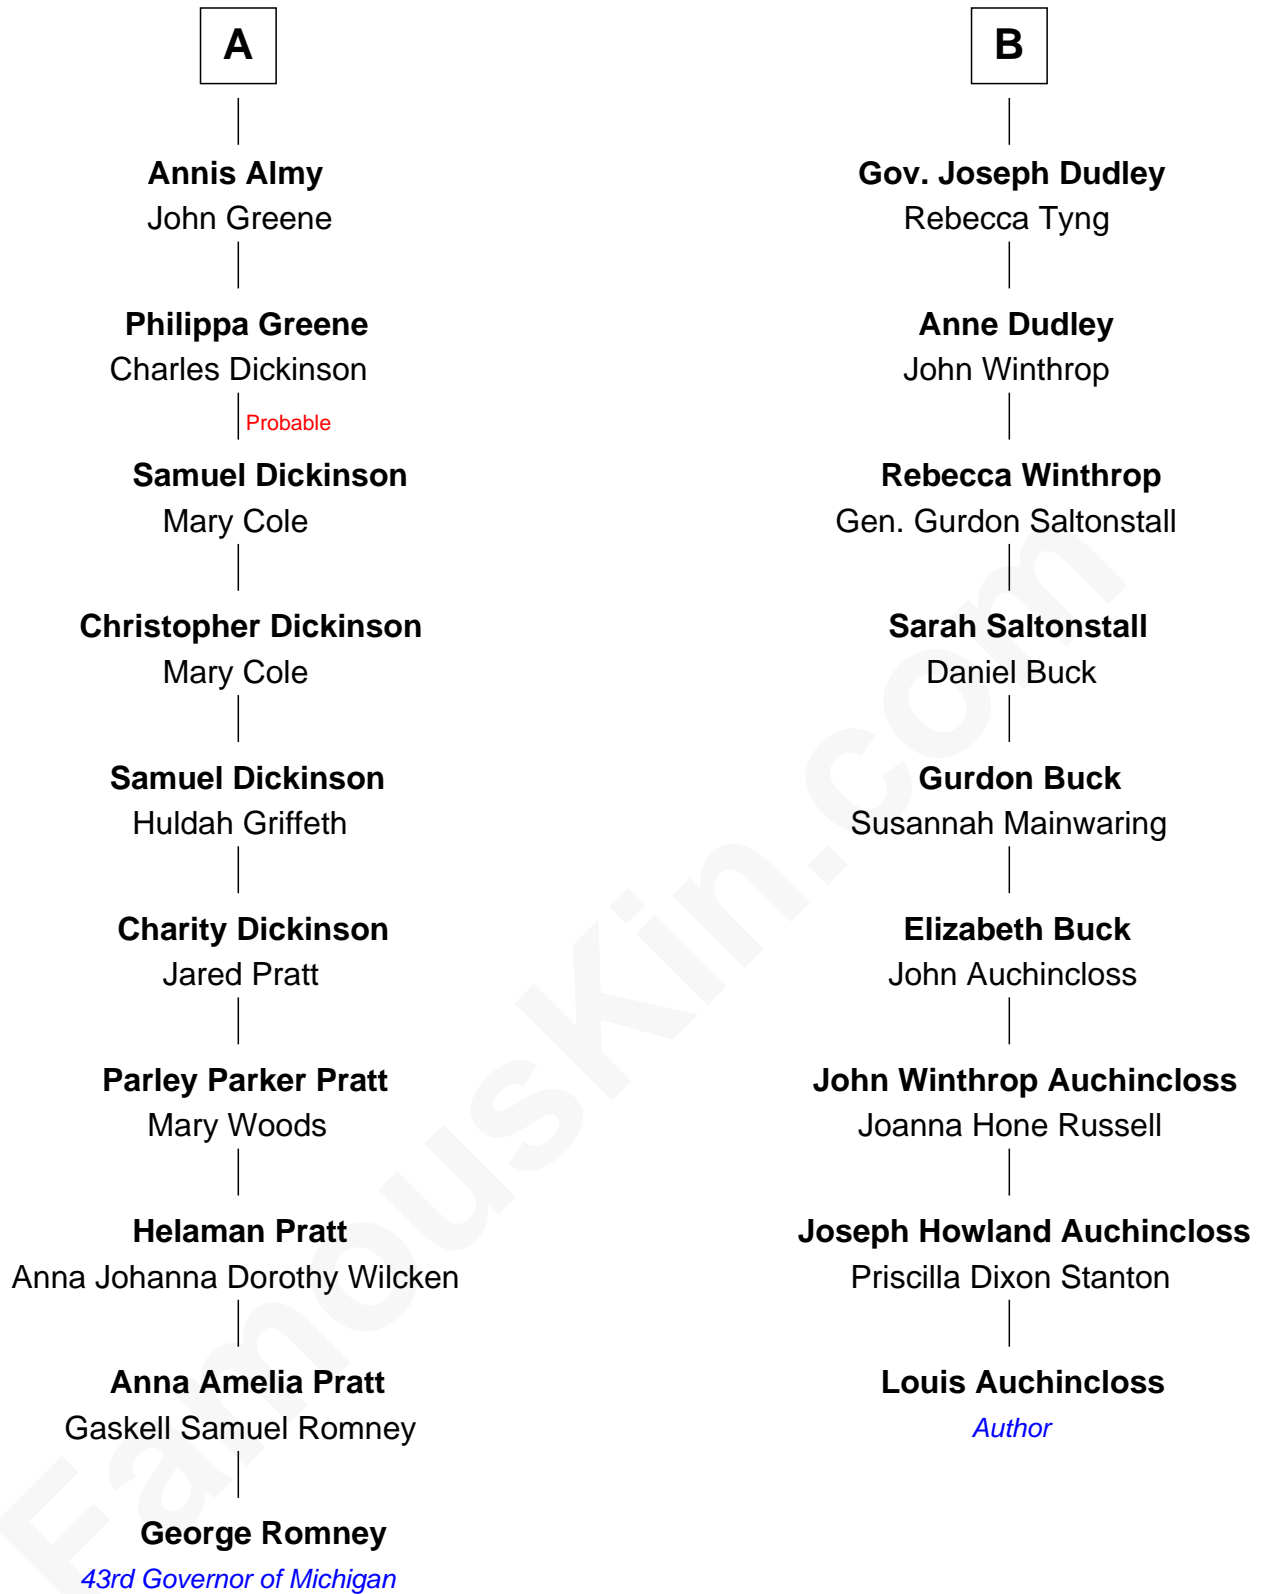 A
Annis Almy
John Greene
Philippa Greene
Charles Dickinson
Probable
Samuel Dickinson
Mary Cole
Christopher Dickinson
Mary Cole
Samuel Dickinson
Huldah Griffeth
Charity Dickinson
Jared Pratt
Parley Parker Pratt
Mary Woods
Helaman Pratt
Anna Johanna Dorothy Wilcken
Anna Amelia Pratt
Gaskell Samuel Romney
George Romney
43rd Governor of Michigan
B
Gov. Joseph Dudley
Rebecca Tyng
Anne Dudley
John Winthrop
Rebecca Winthrop
Gen. Gurdon Saltonstall
Sarah Saltonstall
Daniel Buck
Gurdon Buck
Susannah Mainwaring
Elizabeth Buck
John Auchincloss
John Winthrop Auchincloss
Joanna Hone Russell
Joseph Howland Auchincloss
Priscilla Dixon Stanton
Louis Auchincloss
Author
FamousKin.com